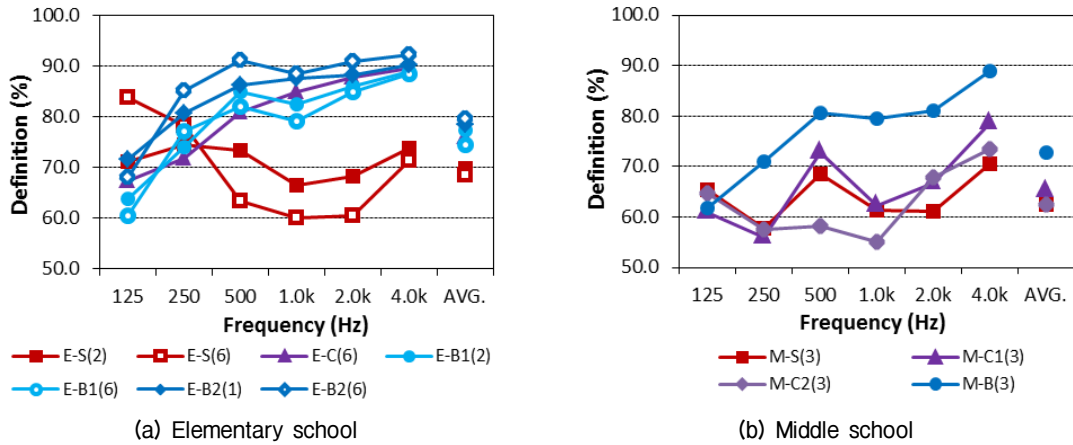 100.0
90.0
80.0
70.0
60.0
50.0
Definition (%)
125 250 500 1.0k 2.0k 4.0k AVG.
Frequency (Hz)
E-S(2) E-S(6) E-C(6) E-B1(2)
E-B1(6) E-B2(1) E-B2(6)
(a) Elementary school
100.0
90.0
80.0
70.0
60.0
50.0
Definition (%)
125 250 500 1.0k 2.0k 4.0k AVG.
Frequency (Hz)
M-S(3) M-C1(3)
M-C2(3) M-B(3)
(b) Middle school